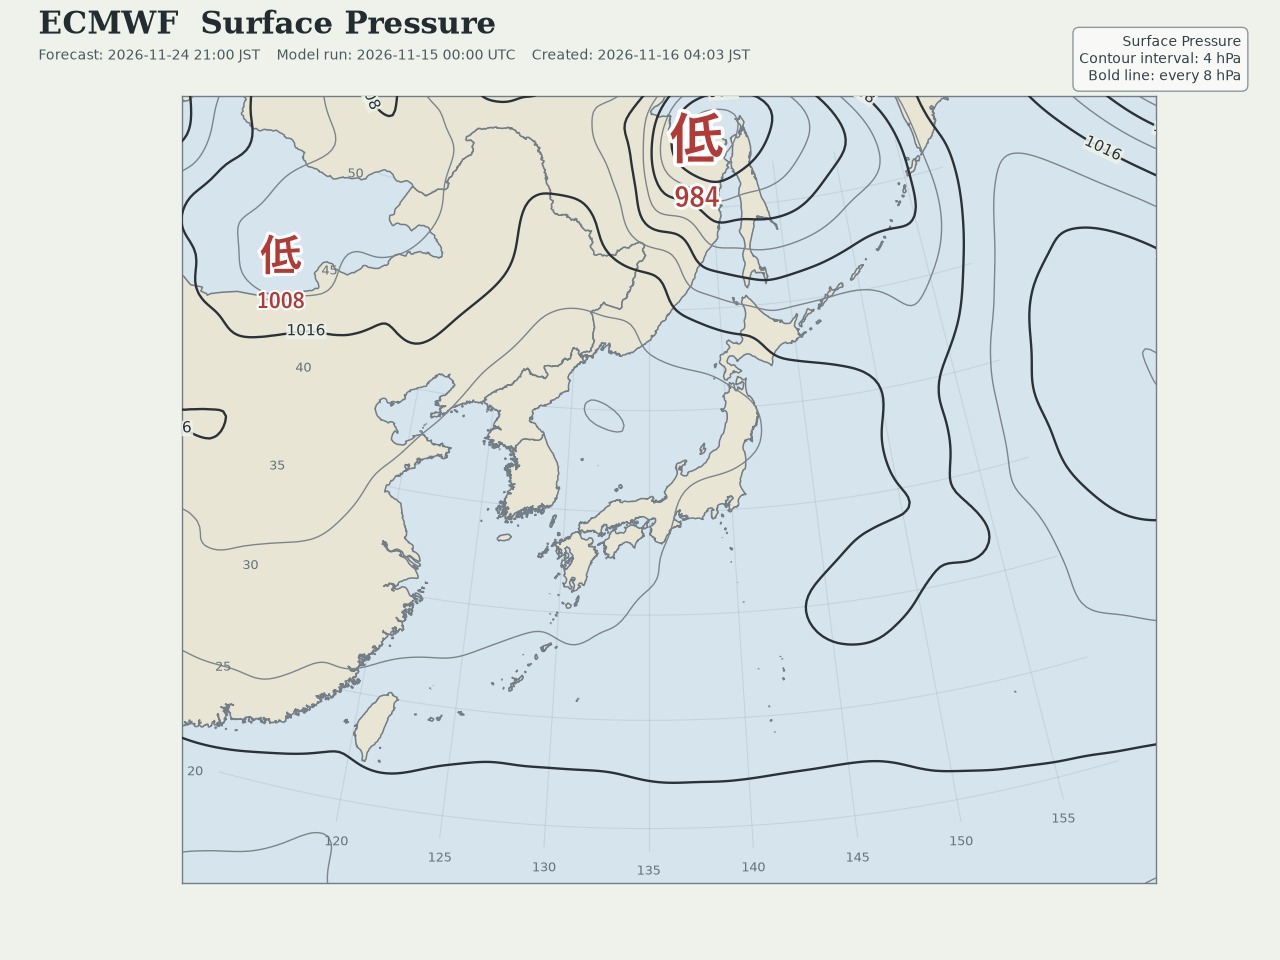 ECMWF  Surface Pressure
Forecast: 2026-11-24 21:00 JST    Model run: 2026-11-15 00:00 UTC    Created: 2026-11-16 04:03 JST
Surface Pressure
Contour interval: 4 hPa
Bold line: every 8 hPa
1016
低
984
50
低
45
1008
1016
40
6
35
30
25
20
120
125
130
135
140
145
150
155